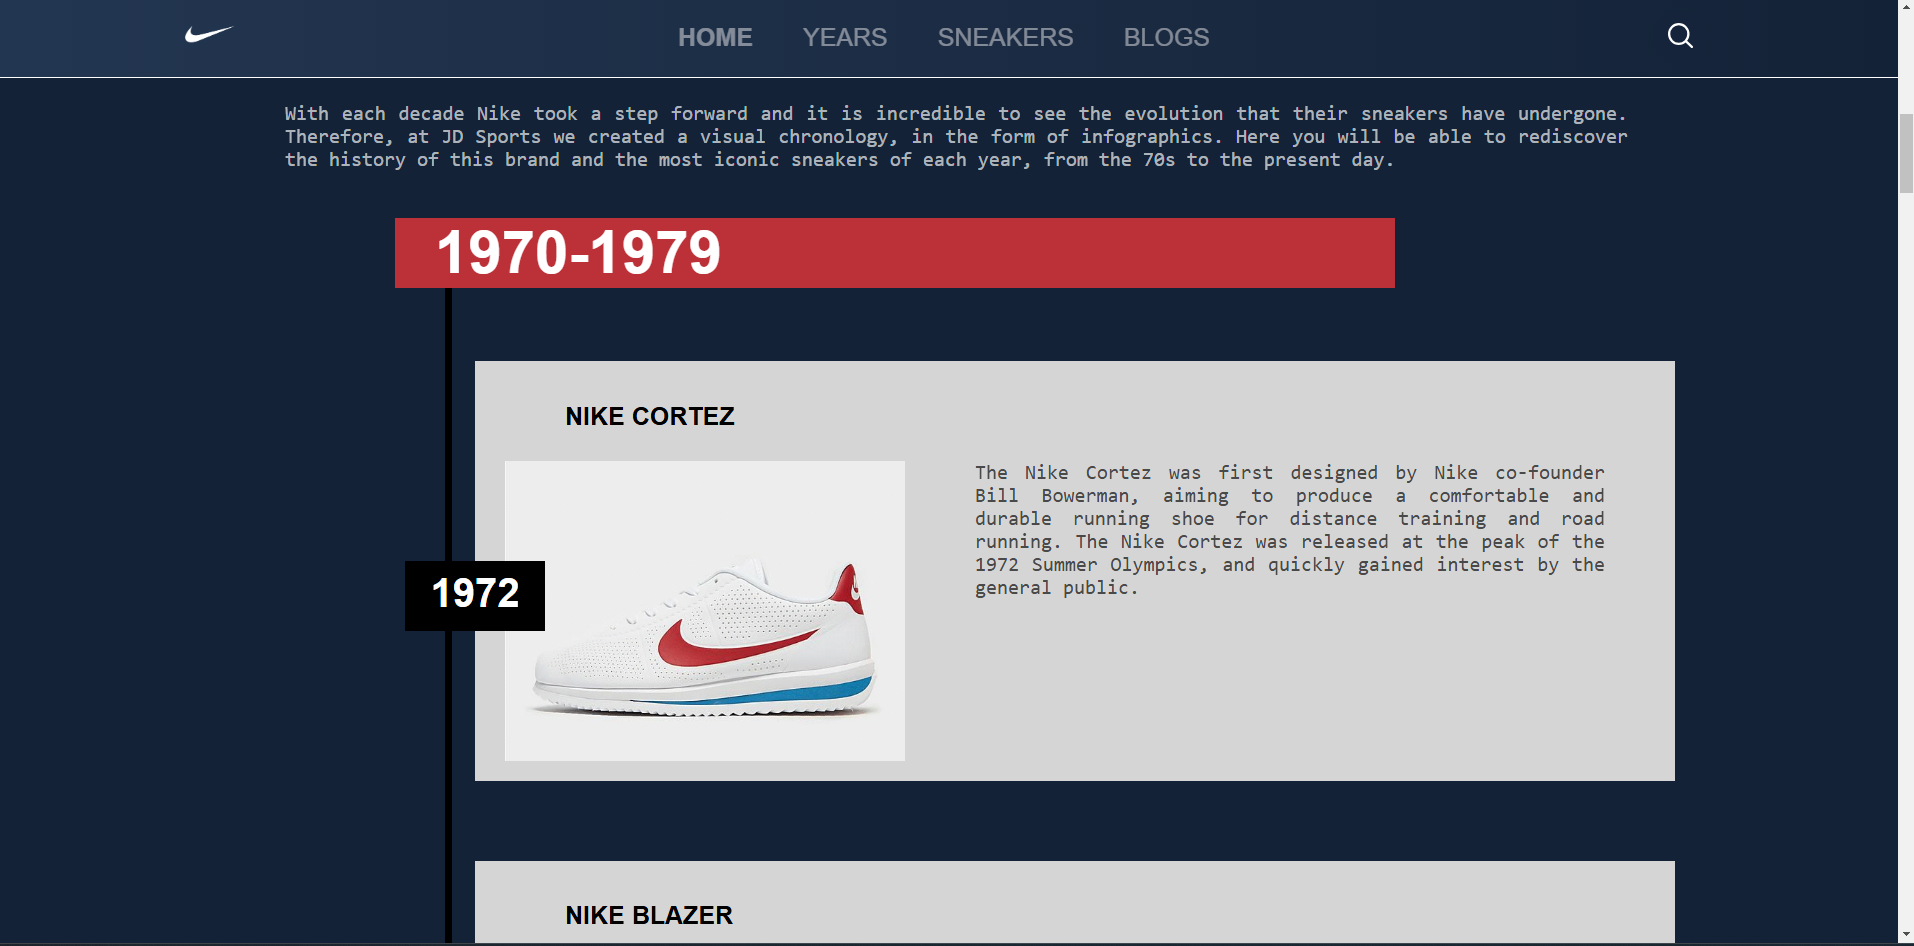 HOME YEARS SNEAKERS BLOGS
With each decade Nike took a step forward and it is incredible to see the evolution that their sneakers have undergone.
Therefore, at JD Sports we created a visual chronology, in the form of infographics. Here you will be able to rediscover
the history of this brand and the most iconic sneakers of each year, from the 70s to the present day.
1970-1979
NIKE CORTEZ
The Nike Cortez was first designed by Nike co-founder
Bill Bowerman, aiming to produce a comfortable and
durable running shoe for distance training and road
running. The Nike Cortez was released at the peak of the
1972 Summer Olympics, and quickly gained interest by the
general public.
1972
NIKE BLAZER